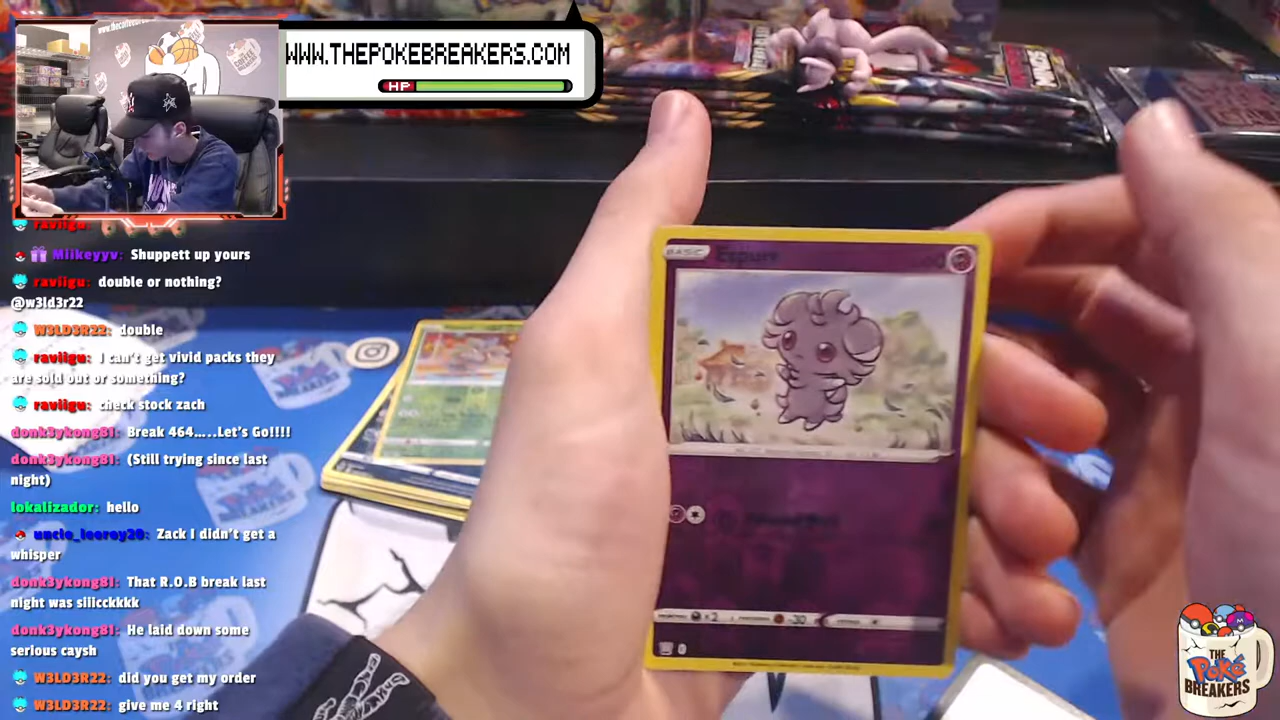 WWW.THEPOKEBREAKERS.COM
HP
raviigu:
Miikeyyv: Shuppett up yours
raviigu: double or nothing?
@w3ld3r22
W3LD3R22: double
raviigu: I can't get vivid packs they
are sold out or something?
raviigu: check stock zach
donk3ykong81: Break 464.....Let's Go!!!!
donk3ykong81: (Still trying since last
night)
lokalizador: hello
uncle_leeroy20: Zack I didn't get a
whisper
donk3ykong81: That R.O.B break last
night was siiicckkkk
donk3ykong81: He laid down some
serious caysh
W3LD3R22: did you get my order
W3LD3R22: give me 4 right
BASIC Espurr
x2
-30
THE
Poké
BREAKERS